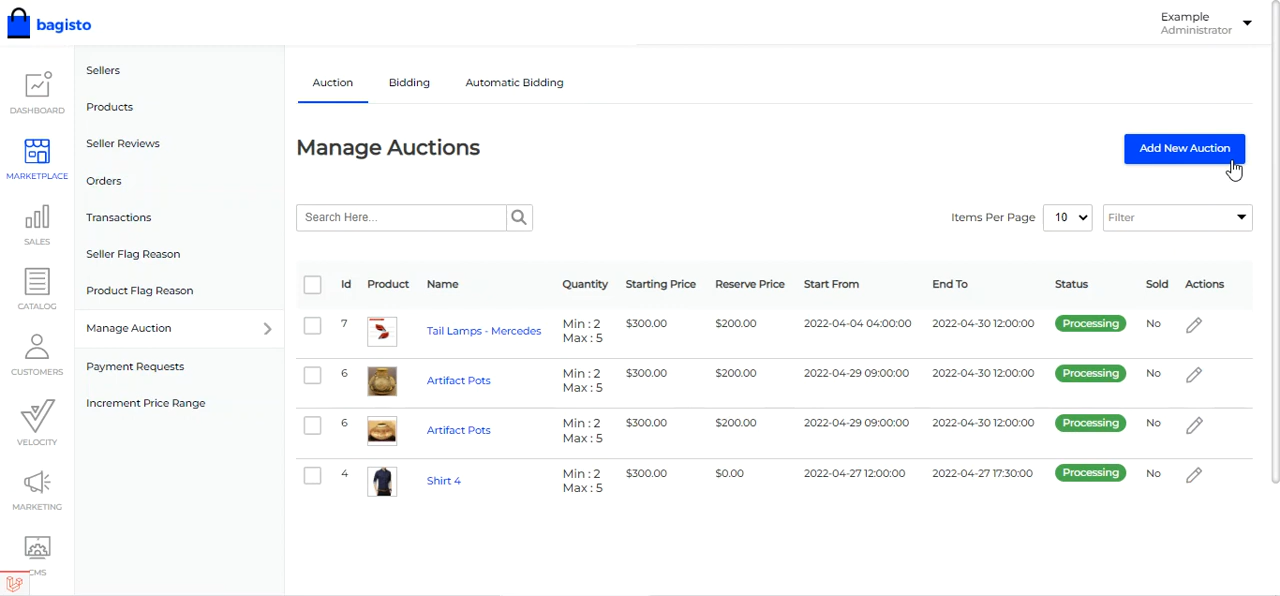 bagisto
Example
Administrator
DASHBOARD
MARKETPLACE
SALES
CATALOG
CUSTOMERS
VELOCITY
MARKETING
CMS
Sellers
Products
Seller Reviews
Orders
Transactions
Seller Flag Reason
Product Flag Reason
Manage Auction
Payment Requests
Increment Price Range
Auction Bidding Automatic Bidding
Manage Auctions
Add New Auction
Search Here...
Items Per Page 10 Filter
Id Product Name Quantity Starting Price Reserve Price Start From End To Status Sold Actions
7 Tail Lamps - Mercedes Min : 2 $300.00 $200.00 2022-04-04 04:00:00 2022-04-30 12:00:00 Processing No
Max : 5
6 Artifact Pots Min : 2 $300.00 $200.00 2022-04-29 09:00:00 2022-04-30 12:00:00 Processing No
Max : 5
6 Artifact Pots Min : 2 $300.00 $200.00 2022-04-29 09:00:00 2022-04-30 12:00:00 Processing No
Max : 5
4 Shirt 4 Min : 2 $300.00 $0.00 2022-04-27 12:00:00 2022-04-27 17:30:00 Processing No
Max : 5